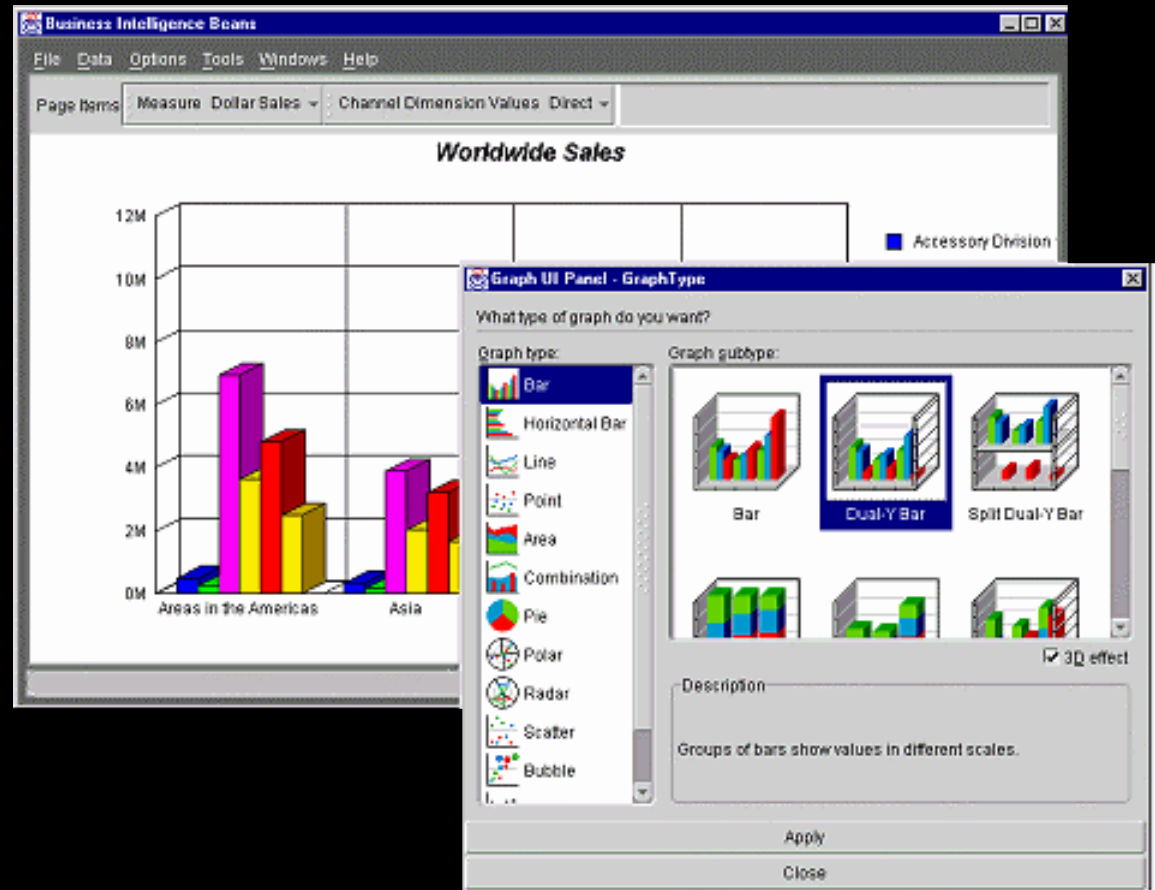 Business Intelligence Beans
File Data Options Tools Windows Help
Page Items Measure Dollar Sales Channel Dimension Values Direct
Worldwide Sales
12M
10M
8M
6M
4M
2M
0M
Areas in the Americas Asia
Accessory Division
Graph UI Panel - GraphType
What type of graph do you want?
Graph type:
Bar
Horizontal Bar
Line
Point
Area
Combination
Pie
Polar
Radar
Scatter
Bubble
Graph subtype:
Bar Dual-Y Bar Split Dual-Y Bar
3D effect
Description
Groups of bars show values in different scales.
Apply
Close